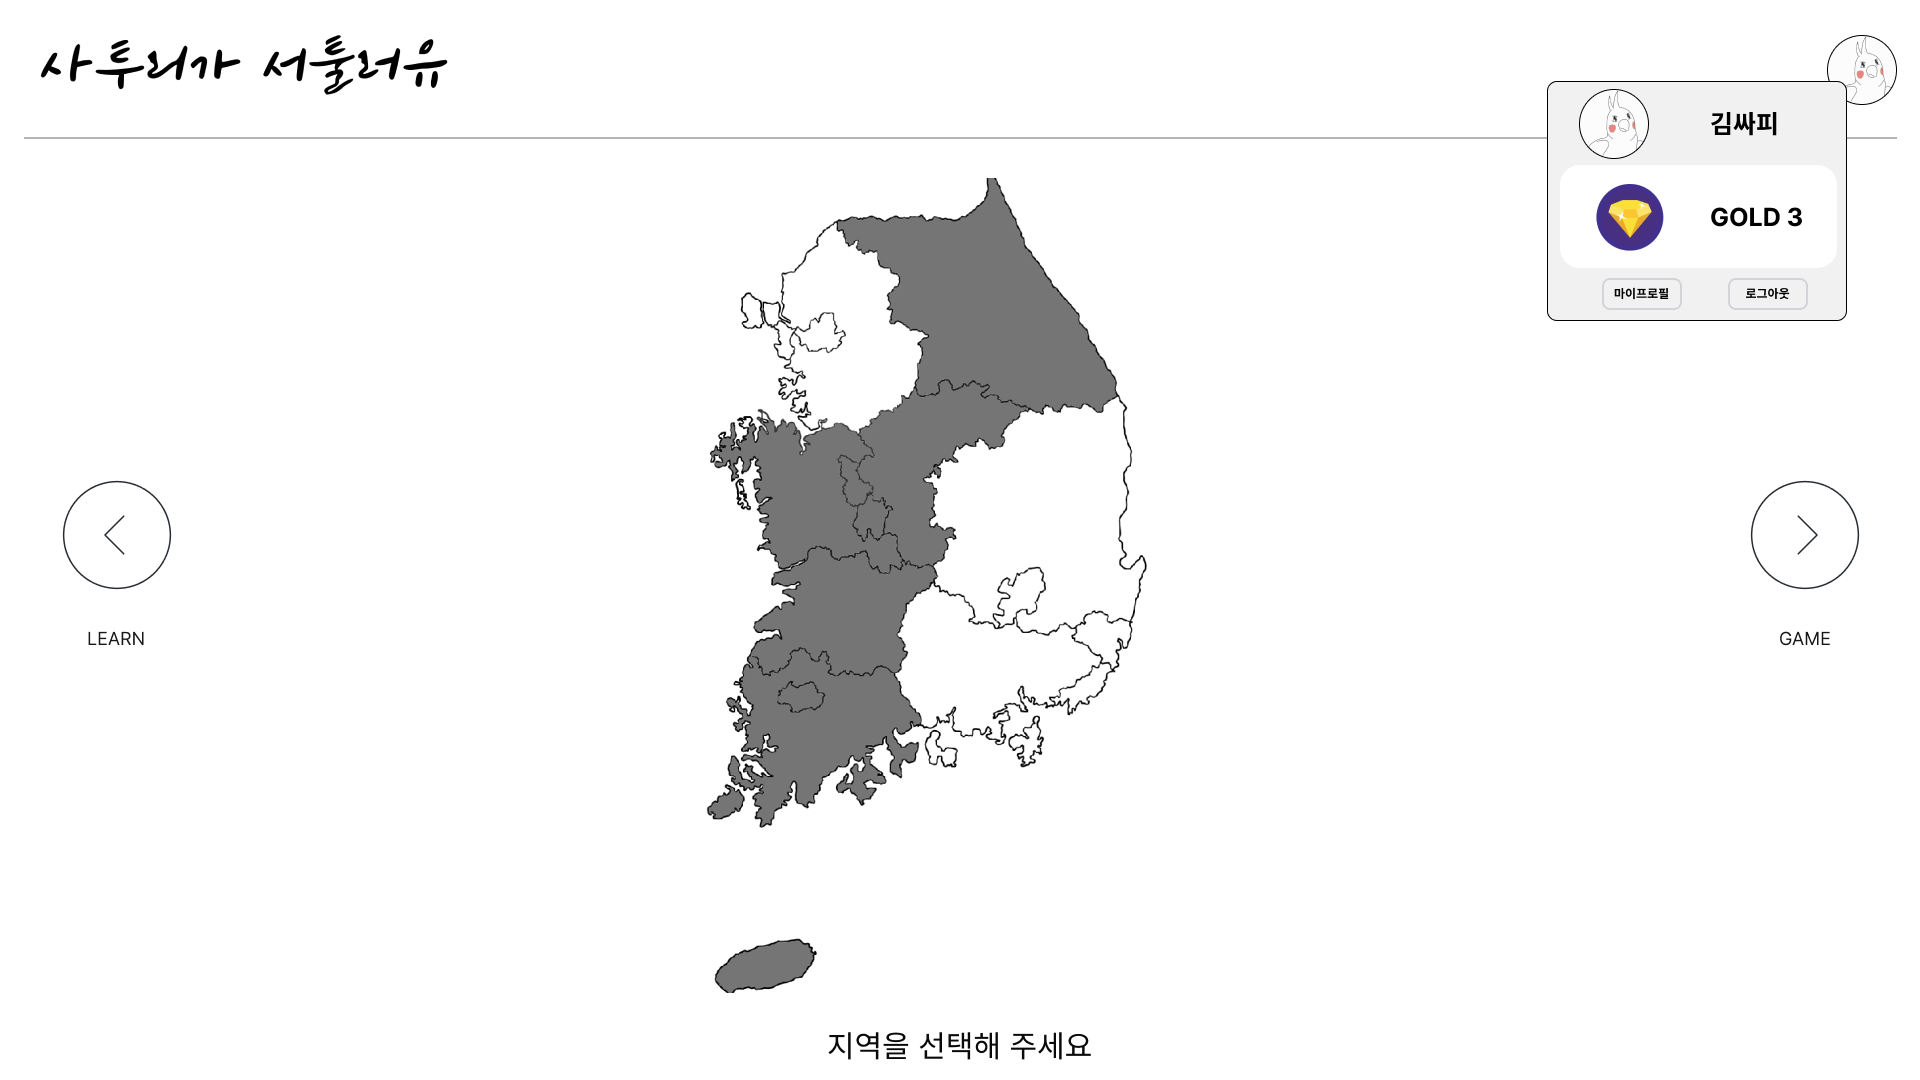 사투리가 서툴러유
김싸피
GOLD 3
마이프로필
로그아웃
LEARN
GAME
지역을 선택해 주세요